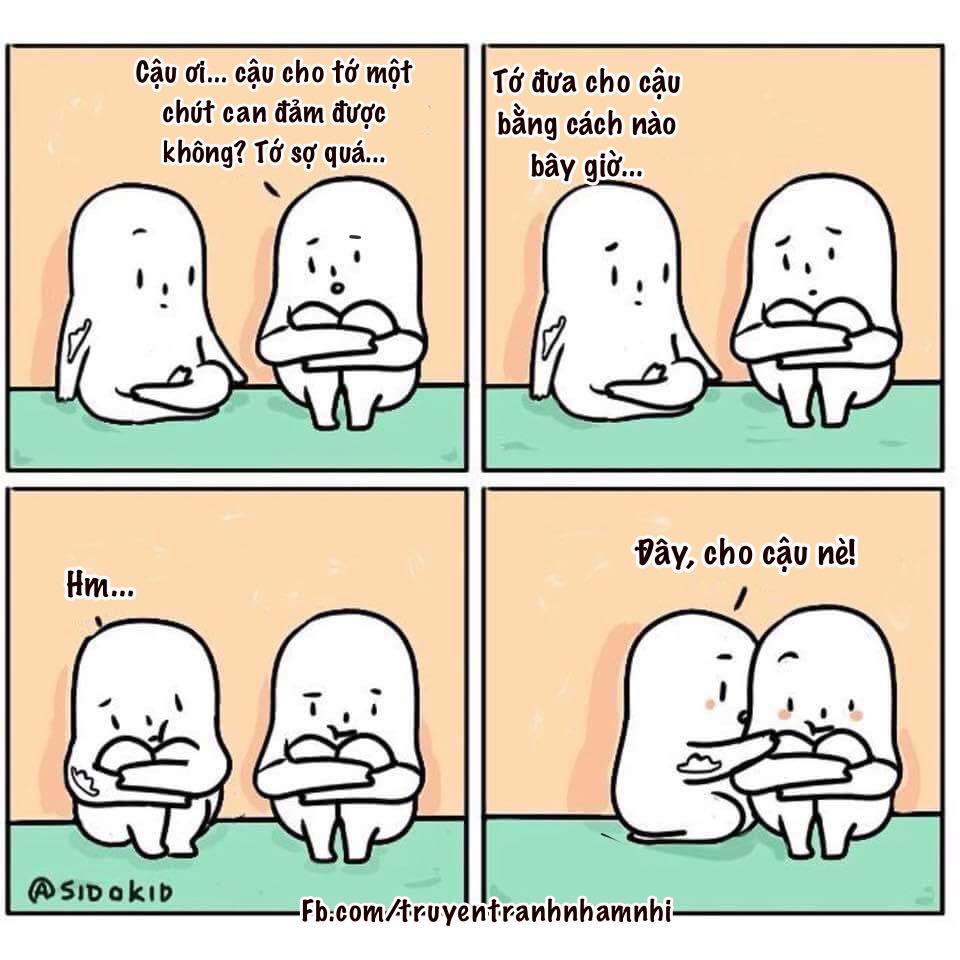 Cậu ơi... cậu cho tớ một
chút can đảm được
không? Tớ sợ quá...
Tớ đưa cho cậu
bằng cách nào
bây giờ...
Hm...
Đây, cho cậu nè!
@SIDOKID
Fb.com/truyentranhnhamnhi